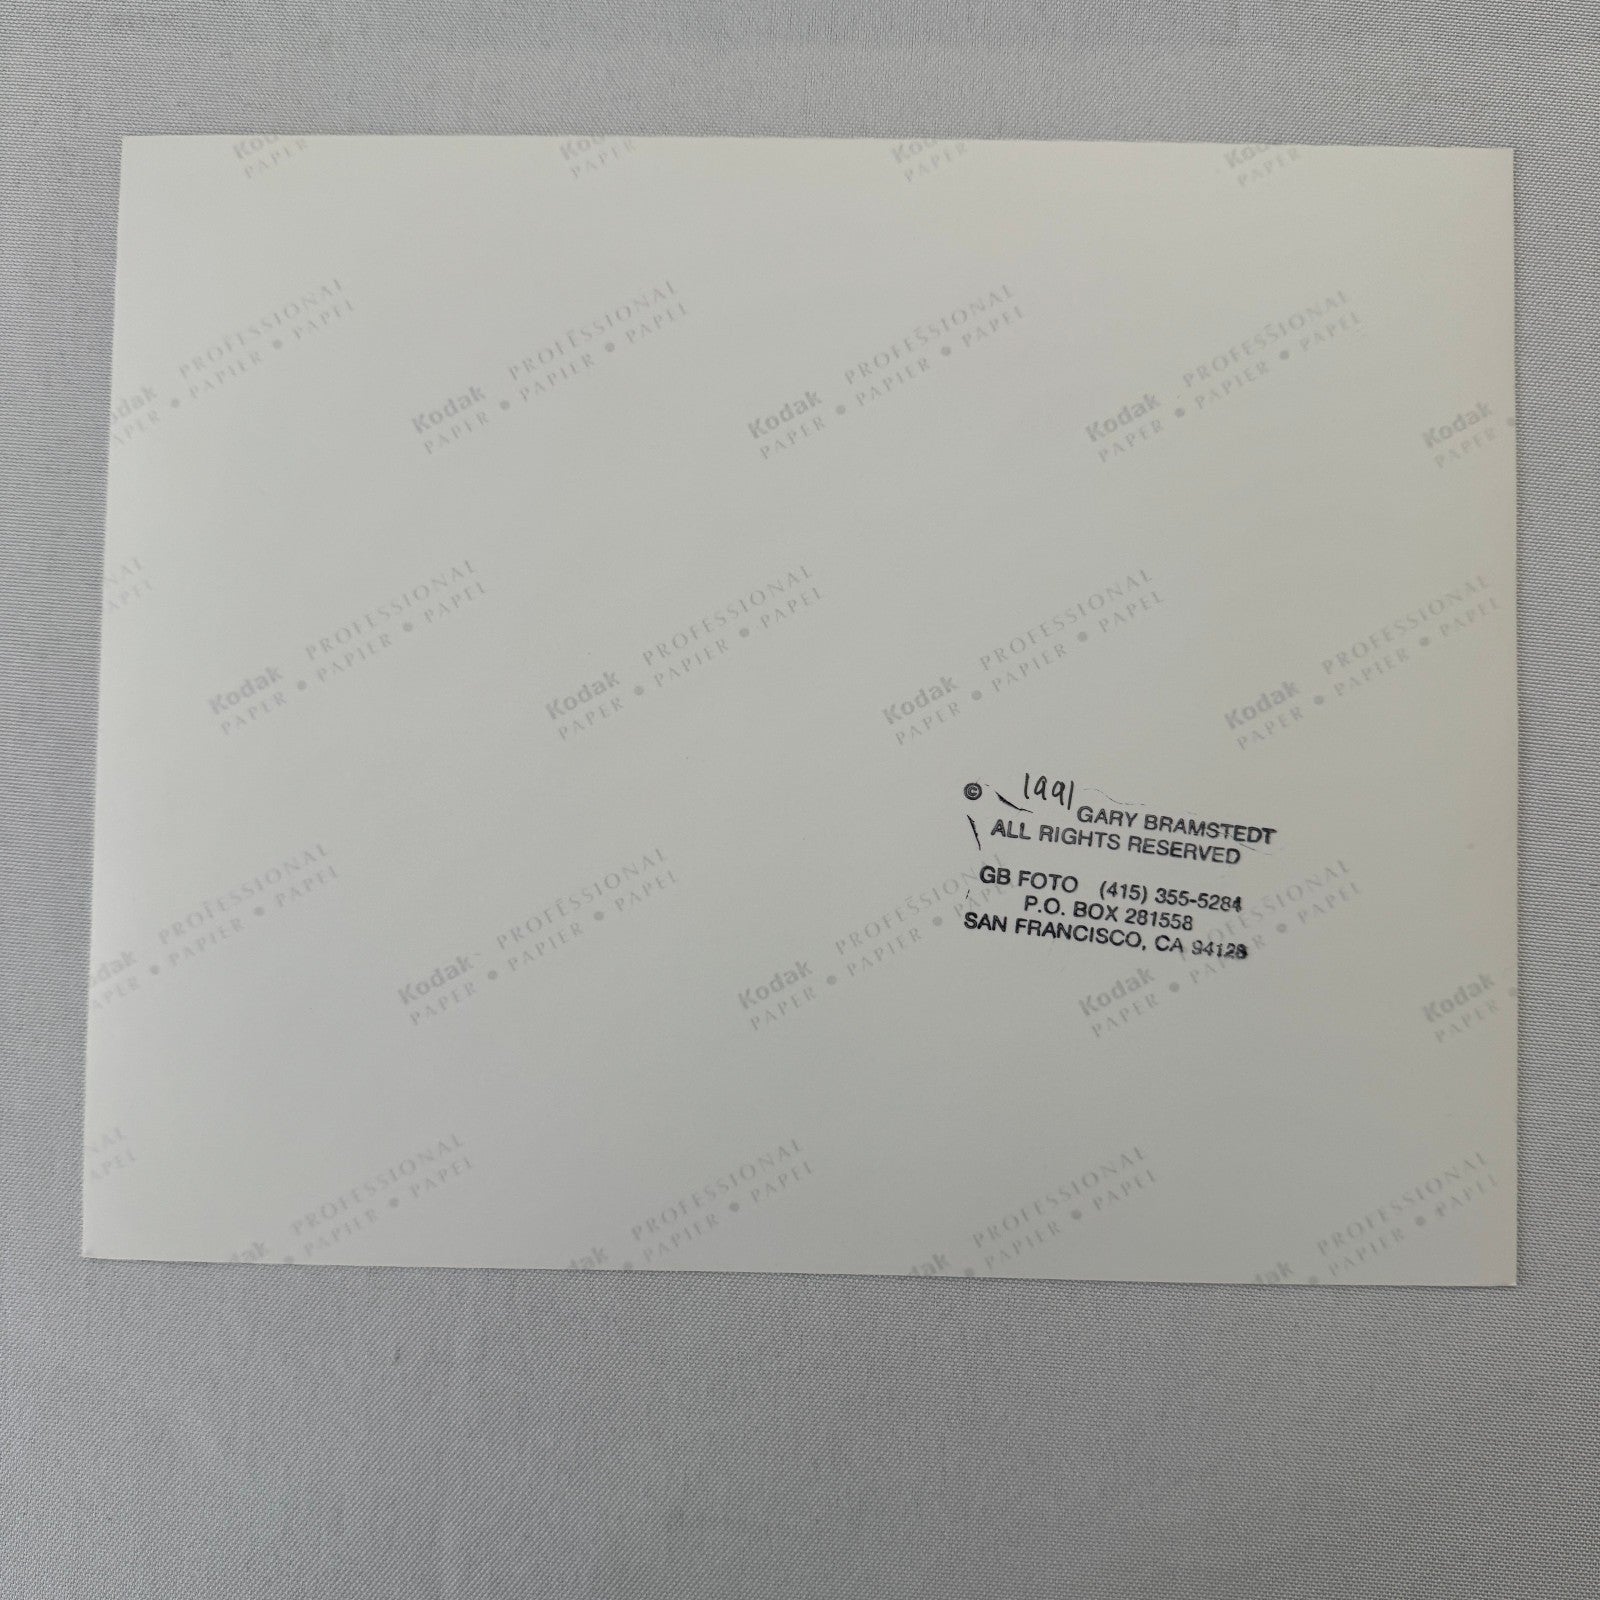 Kodak PROFESSIONAL
PAPER • PAPIER • PAPEL
© 1991
GARY BRAMSTEDT
ALL RIGHTS RESERVED
GB FOTO (415) 355-5284
P.O. BOX 281558
SAN FRANCISCO, CA 94128